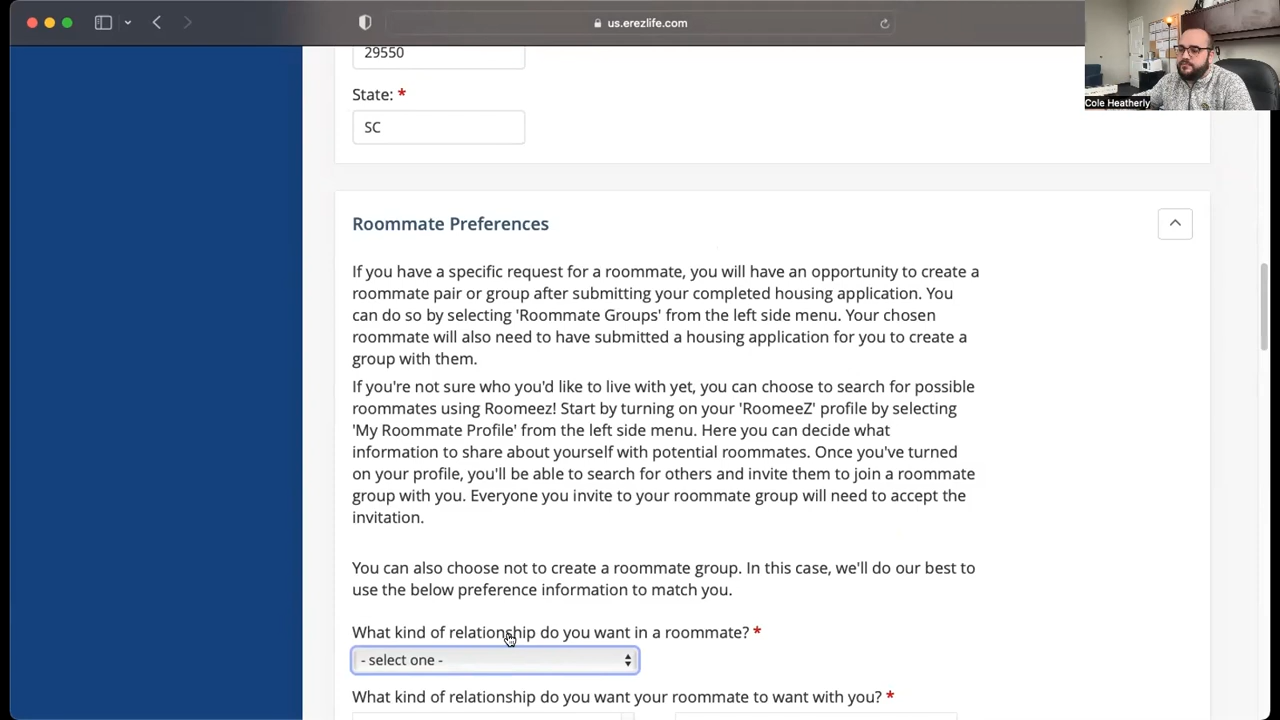 us.erezlife.com
Cole Heatherly
29550
State: *
SC
Roommate Preferences
If you have a specific request for a roommate, you will have an opportunity to create a
roommate pair or group after submitting your completed housing application. You
can do so by selecting 'Roommate Groups' from the left side menu. Your chosen
roommate will also need to have submitted a housing application for you to create a
group with them.
If you're not sure who you'd like to live with yet, you can choose to search for possible
roommates using Roomeez! Start by turning on your 'RoomeeZ' profile by selecting
'My Roommate Profile' from the left side menu. Here you can decide what
information to share about yourself with potential roommates. Once you've turned
on your profile, you'll be able to search for others and invite them to join a roommate
group with you. Everyone you invite to your roommate group will need to accept the
invitation.
You can also choose not to create a roommate group. In this case, we'll do our best to
use the below preference information to match you.
What kind of relationship do you want in a roommate? *
- select one -
What kind of relationship do you want your roommate to want with you? *